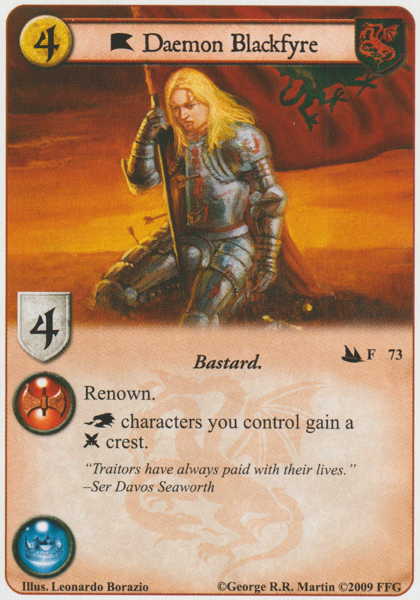 4 Daemon Blackfyre
4
Bastard.
F 73
Renown.
characters you control gain a
crest.
“Traitors have always paid with their lives.”
–Ser Davos Seaworth
Illus. Leonardo Borazio ©George R.R. Martin ©2009 FFG